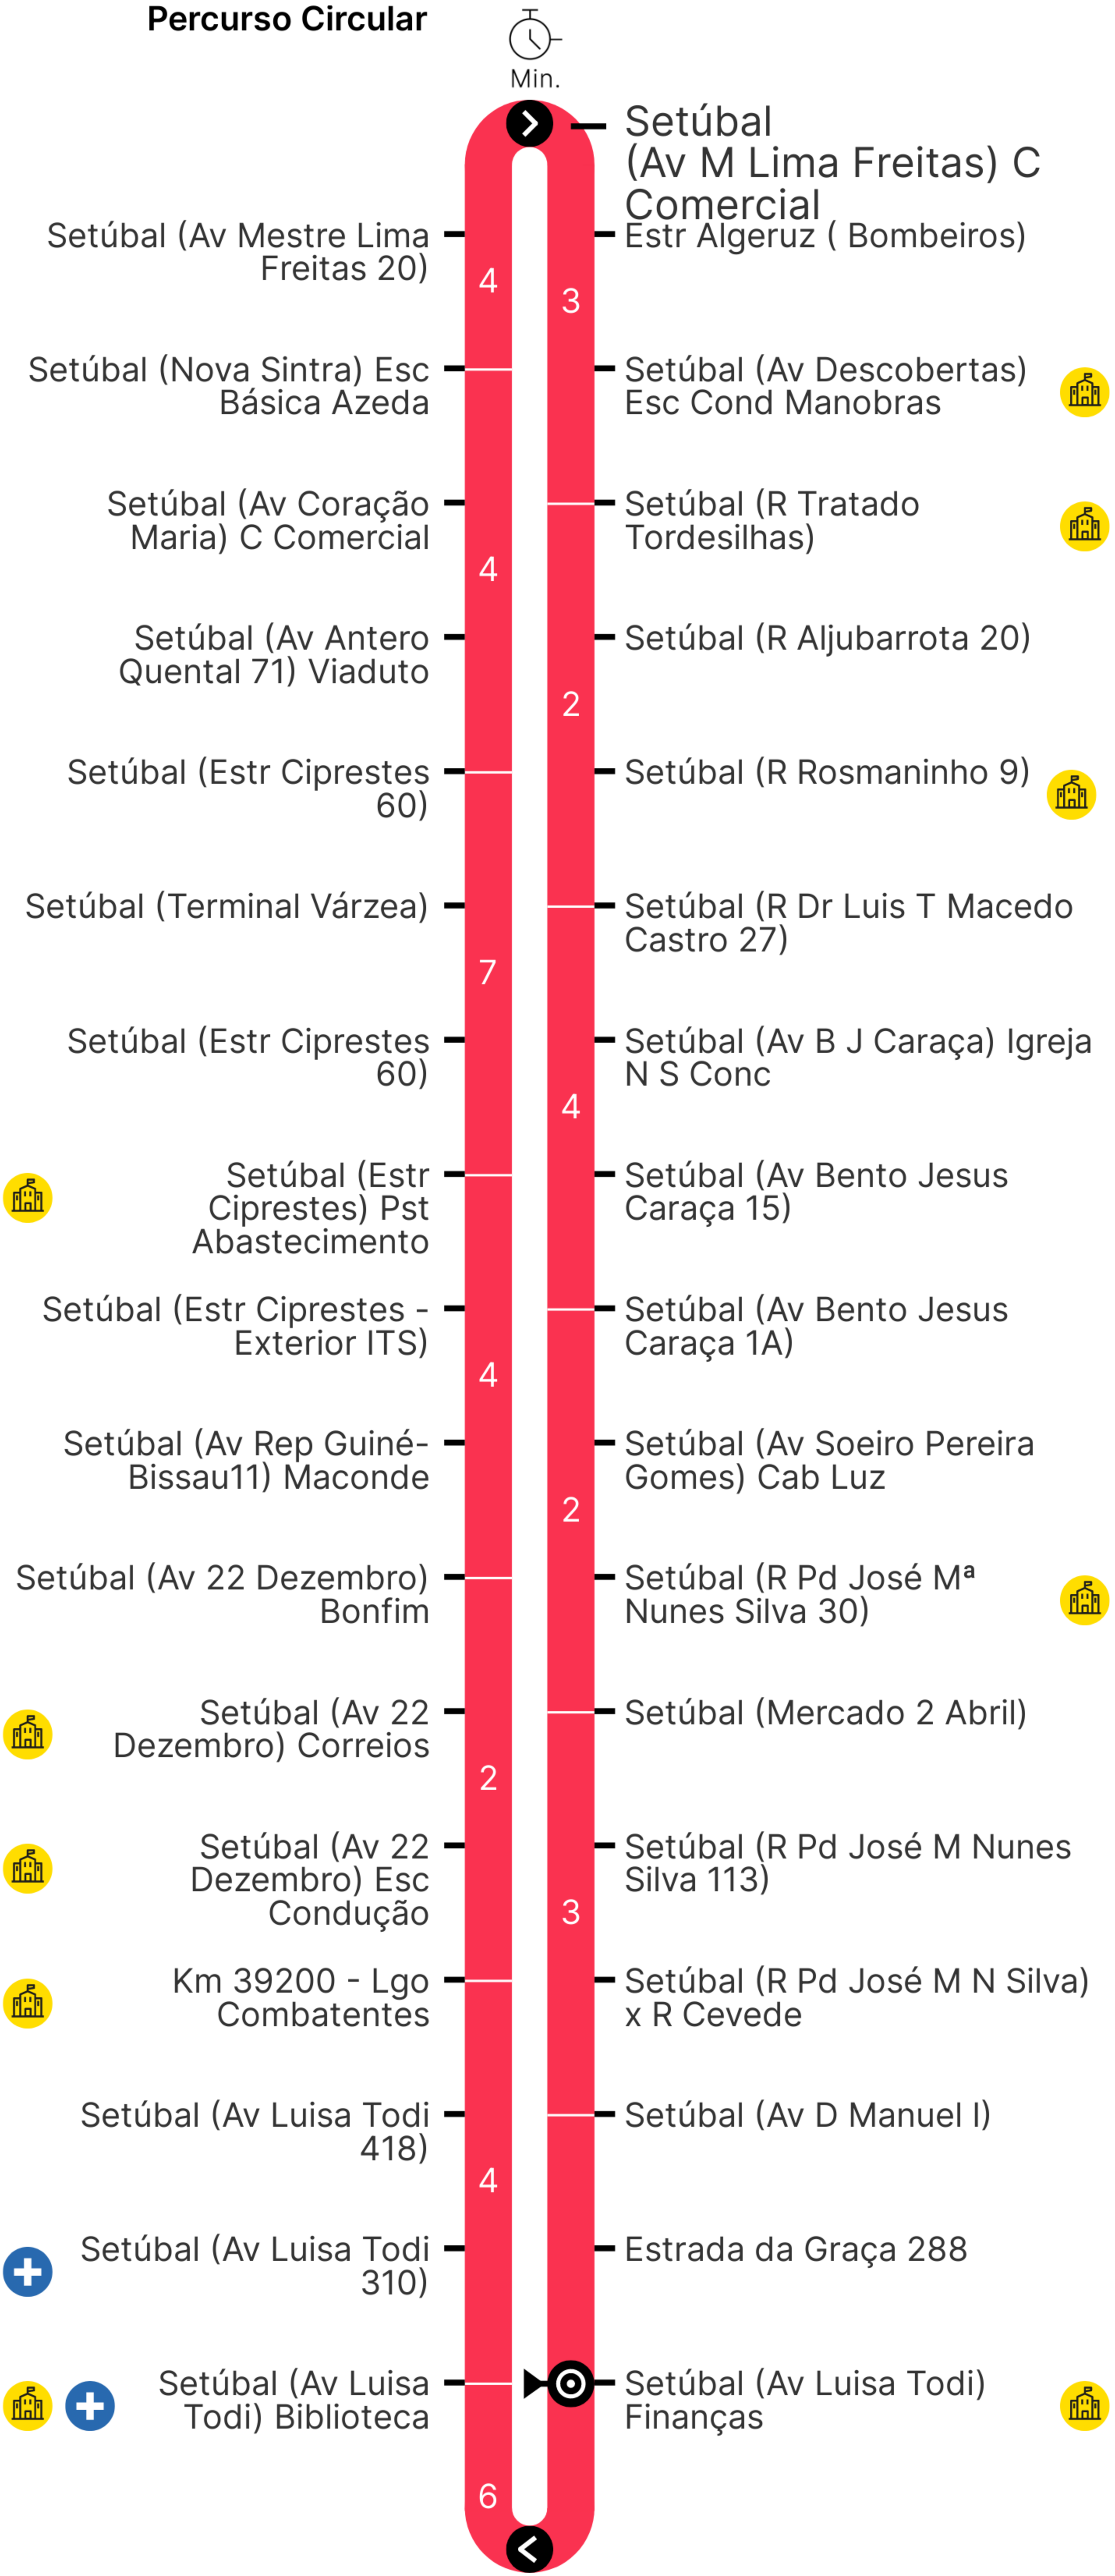 Percurso Circular
Min.
Setúbal
(Av M Lima Freitas) C
Comercial
Estr Algeruz ( Bombeiros)
3
Setúbal (Av Descobertas)
Esc Cond Manobras
Setúbal (R Tratado
Tordesilhas)
Setúbal (R Aljubarrota 20)
2
Setúbal (R Rosmaninho 9)
Setúbal (R Dr Luis T Macedo
Castro 27)
Setúbal (Av B J Caraça) Igreja
N S Conc
4
Setúbal (Av Bento Jesus
Caraça 15)
Setúbal (Av Bento Jesus
Caraça 1A)
Setúbal (Av Soeiro Pereira
Gomes) Cab Luz
2
Setúbal (R Pd José Mª
Nunes Silva 30)
Setúbal (Mercado 2 Abril)
Setúbal (R Pd José M Nunes
Silva 113)
3
Setúbal (R Pd José M N Silva)
x R Cevede
Setúbal (Av D Manuel I)
Estrada da Graça 288
Setúbal (Av Luisa Todi)
Finanças
Setúbal (Av Mestre Lima
Freitas 20)
4
Setúbal (Nova Sintra) Esc
Básica Azeda
Setúbal (Av Coração
Maria) C Comercial
4
Setúbal (Av Antero
Quental 71) Viaduto
Setúbal (Estr Ciprestes
60)
Setúbal (Terminal Várzea)
7
Setúbal (Estr Ciprestes
60)
Setúbal (Estr
Ciprestes) Pst
Abastecimento
Setúbal (Estr Ciprestes -
Exterior ITS)
4
Setúbal (Av Rep Guiné-
Bissau11) Maconde
Setúbal (Av 22 Dezembro)
Bonfim
Setúbal (Av 22
Dezembro) Correios
2
Setúbal (Av 22
Dezembro) Esc
Condução
Km 39200 - Lgo
Combatentes
Setúbal (Av Luisa Todi
418)
4
Setúbal (Av Luisa Todi
310)
Setúbal (Av Luisa
Todi) Biblioteca
6